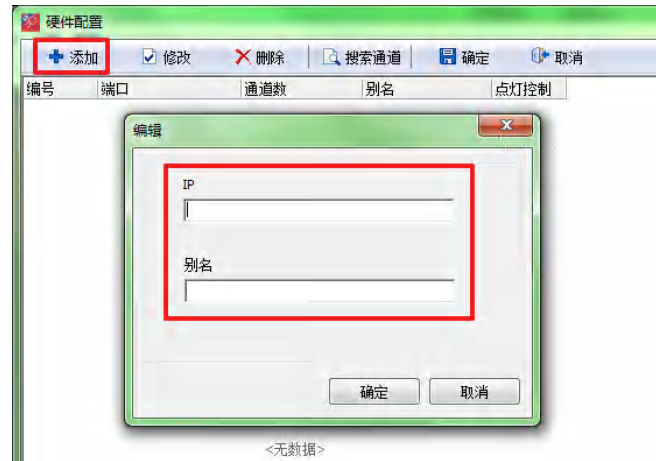 硬件配置
添加 修改 删除 搜索通道 确定 取消
编号 端口 通道数 别名 点灯控制
编辑
IP
别名
确定 取消
<无数据>